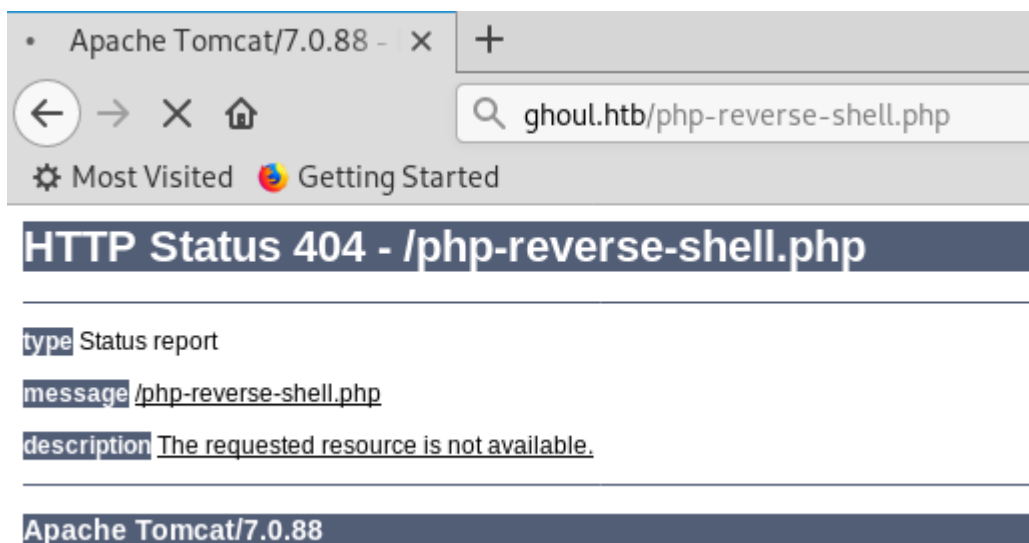 Apache Tomcat/7.0.88 -
ghoul.htb/php-reverse-shell.php
Most Visited Getting Started
HTTP Status 404 - /php-reverse-shell.php
type Status report
message /php-reverse-shell.php
description The requested resource is not available.
Apache Tomcat/7.0.88